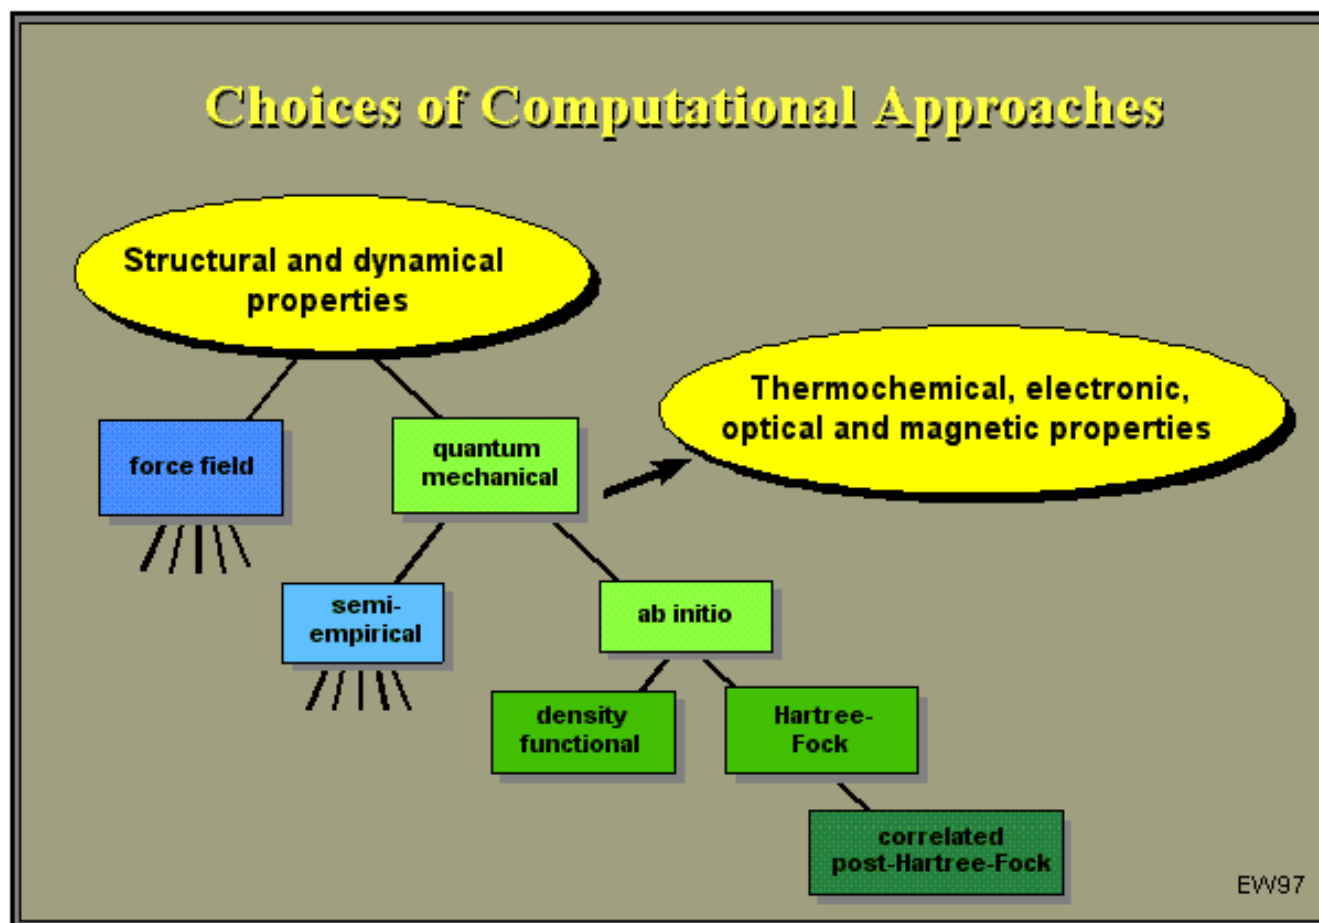 Choices of Computational Approaches
Structural and dynamical
properties
Thermochemical, electronic,
optical and magnetic properties
force field
quantum
mechanical
semi-
empirical
ab initio
density
functional
Hartree-
Fock
correlated
post-Hartree-Fock
EW97